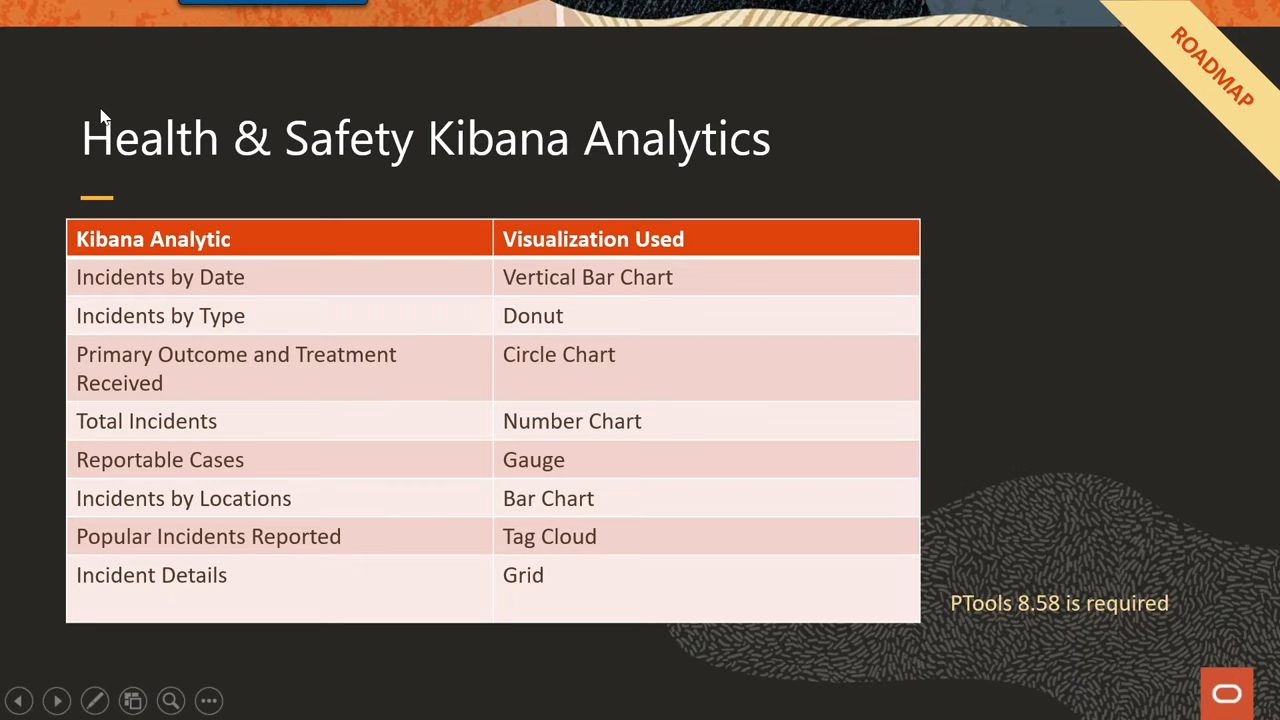 ROADMAP
Health & Safety Kibana Analytics
Kibana Analytic Visualization Used
Incidents by Date Vertical Bar Chart
Incidents by Type Donut
Primary Outcome and Treatment Circle Chart
Received
Total Incidents Number Chart
Reportable Cases Gauge
Incidents by Locations Bar Chart
Popular Incidents Reported Tag Cloud
Incident Details Grid
PTools 8.58 is required